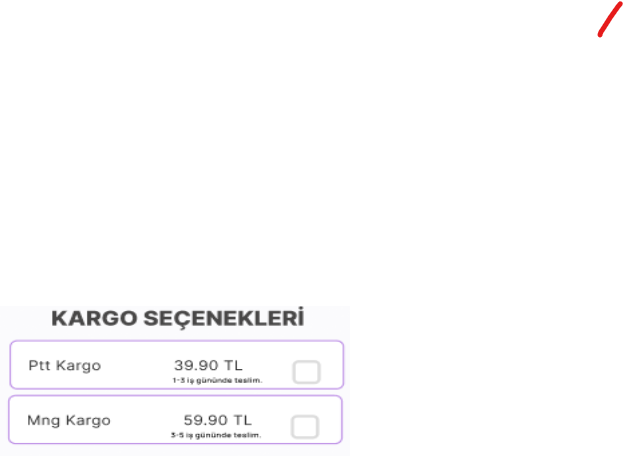 KARGO SEÇENEKLERİ
Ptt Kargo 39.90 TL
1-3 iş gününde teslim.
Mng Kargo 59.90 TL
3-5 iş gününde teslim.